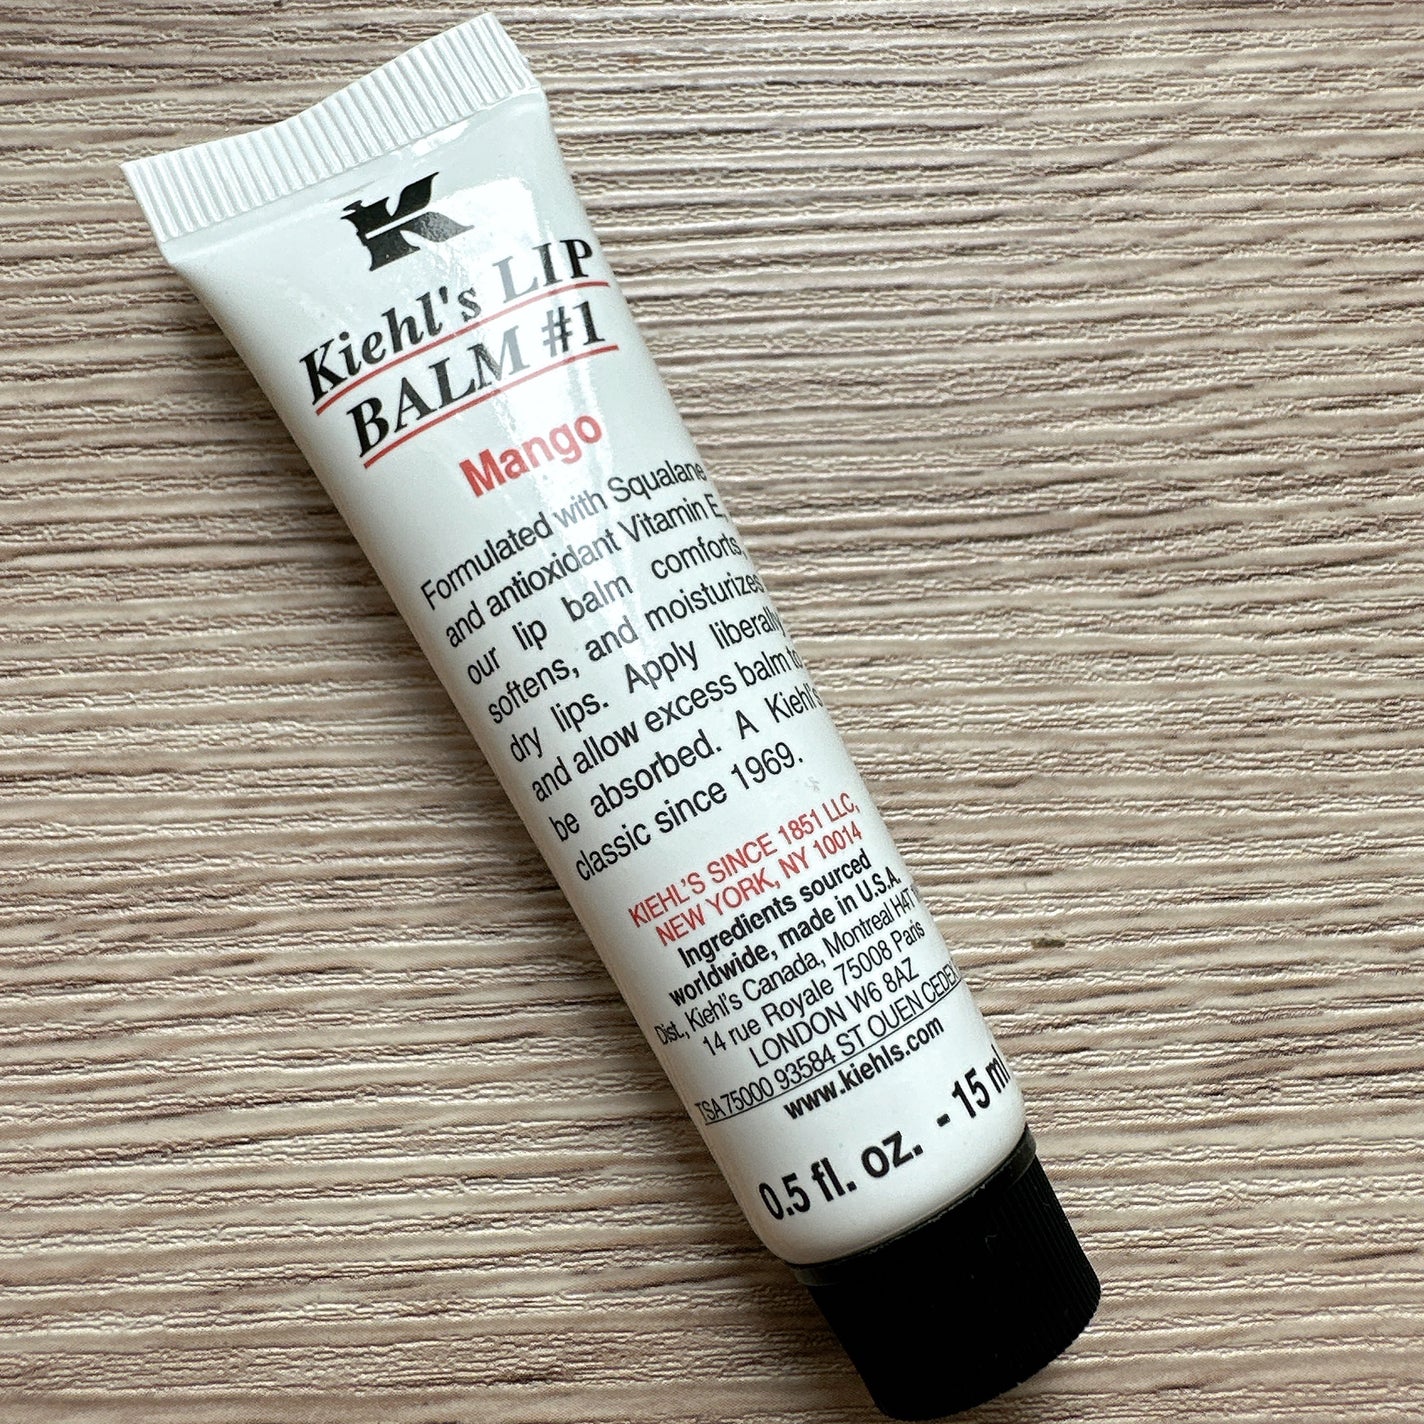 K
Kiehl's LIP
BALM #1
Mango
Formulated with Squalane
and antioxidant Vitamin E,
our lip balm comforts,
softens, and moisturizes
dry lips. Apply liberally
and allow excess balm to
be absorbed. A Kiehl's
classic since 1969.
KIEHL'S SINCE 1851 LLC,
NEW YORK, NY 10014
Ingredients sourced
worldwide, made in U.S.A.
Dist., Kiehl's Canada, Montreal H4T
14 rue Royale 75008 Paris
LONDON W6 8AZ
TSA 75000 93584 ST OUEN CEDEX
www.kiehls.com
0.5 fl. oz. - 15 ml